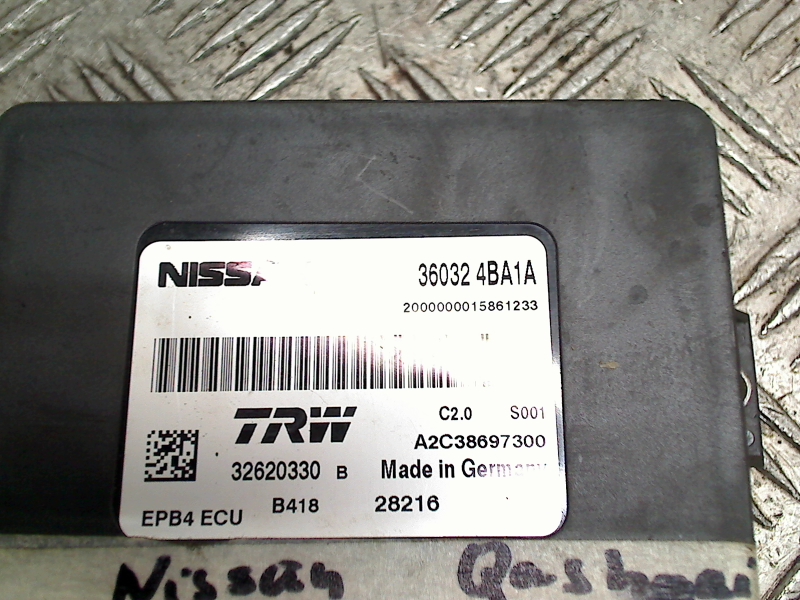 NISSA 36032 4BA1A
2000000015861233
TRW C2.0 S001
A2C38697300
32620330 B Made in Germany
EPB4 ECU B418 28216
Nissan Qashqai